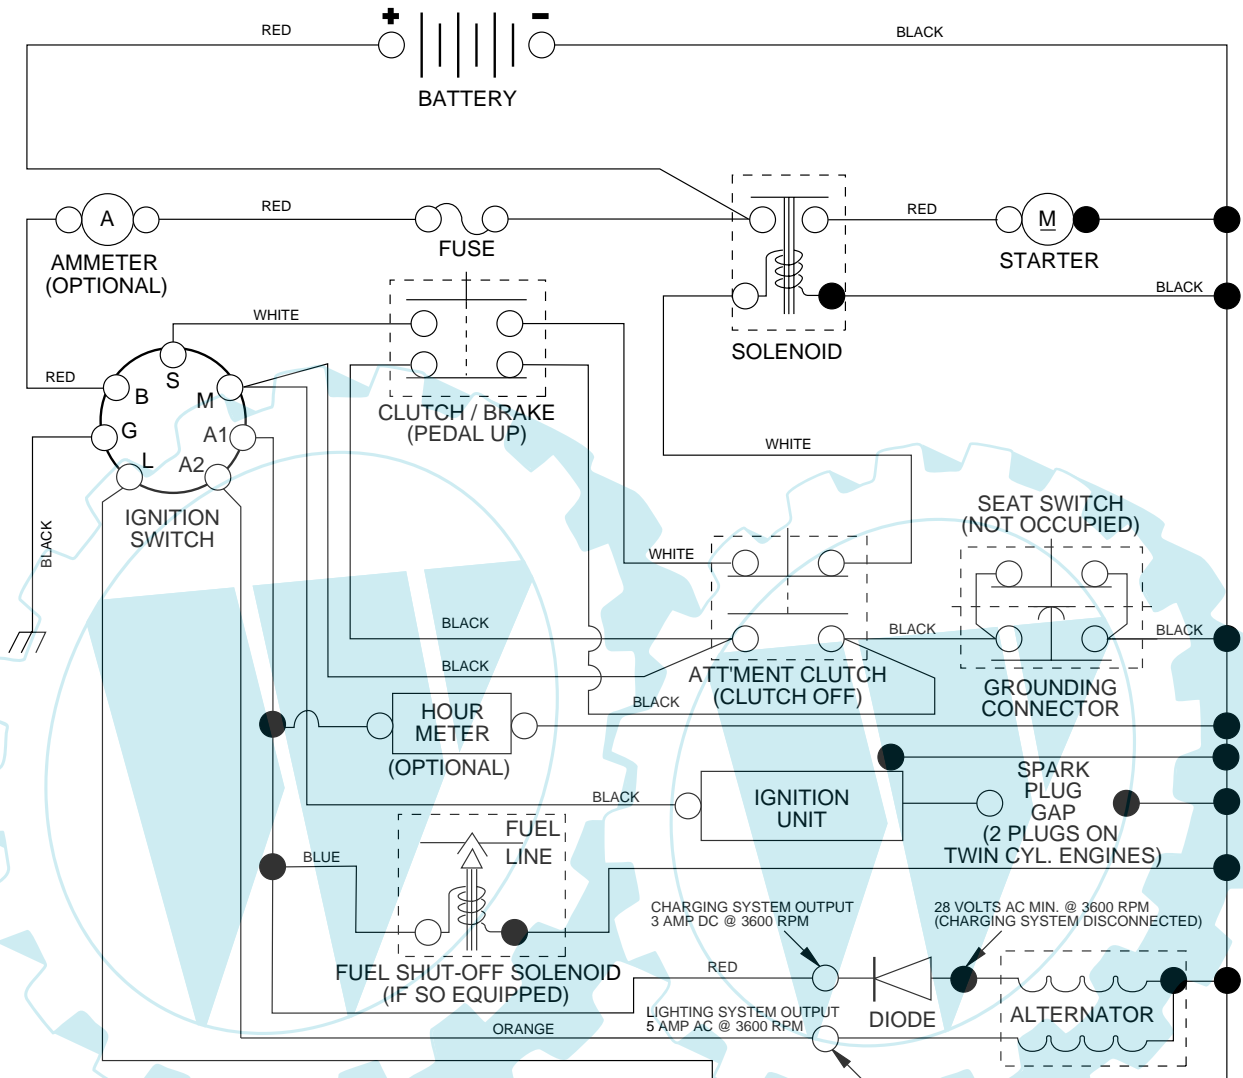 RED
+
−
BLACK
BATTERY
A
RED
AMMETER
(OPTIONAL)
FUSE
RED
M
STARTER
SOLENOID
BLACK
WHITE
RED
S
B
M
G
A1
L
A2
CLUTCH / BRAKE
(PEDAL UP)
IGNITION
SWITCH
BLACK
WHITE
SEAT SWITCH
(NOT OCCUPIED)
WHITE
BLACK
BLACK
BLACK
BLACK
ATT'MENT CLUTCH
(CLUTCH OFF)
BLACK
GROUNDING
CONNECTOR
HOUR
METER
(OPTIONAL)
BLACK
IGNITION
UNIT
SPARK
PLUG
GAP
(2 PLUGS ON
TWIN CYL. ENGINES)
FUEL
LINE
BLUE
CHARGING SYSTEM OUTPUT
3 AMP DC @ 3600 RPM
28 VOLTS AC MIN. @ 3600 RPM
(CHARGING SYSTEM DISCONNECTED)
FUEL SHUT-OFF SOLENOID
(IF SO EQUIPPED)
RED
DIODE
ALTERNATOR
LIGHTING SYSTEM OUTPUT
5 AMP AC @ 3600 RPM
ORANGE